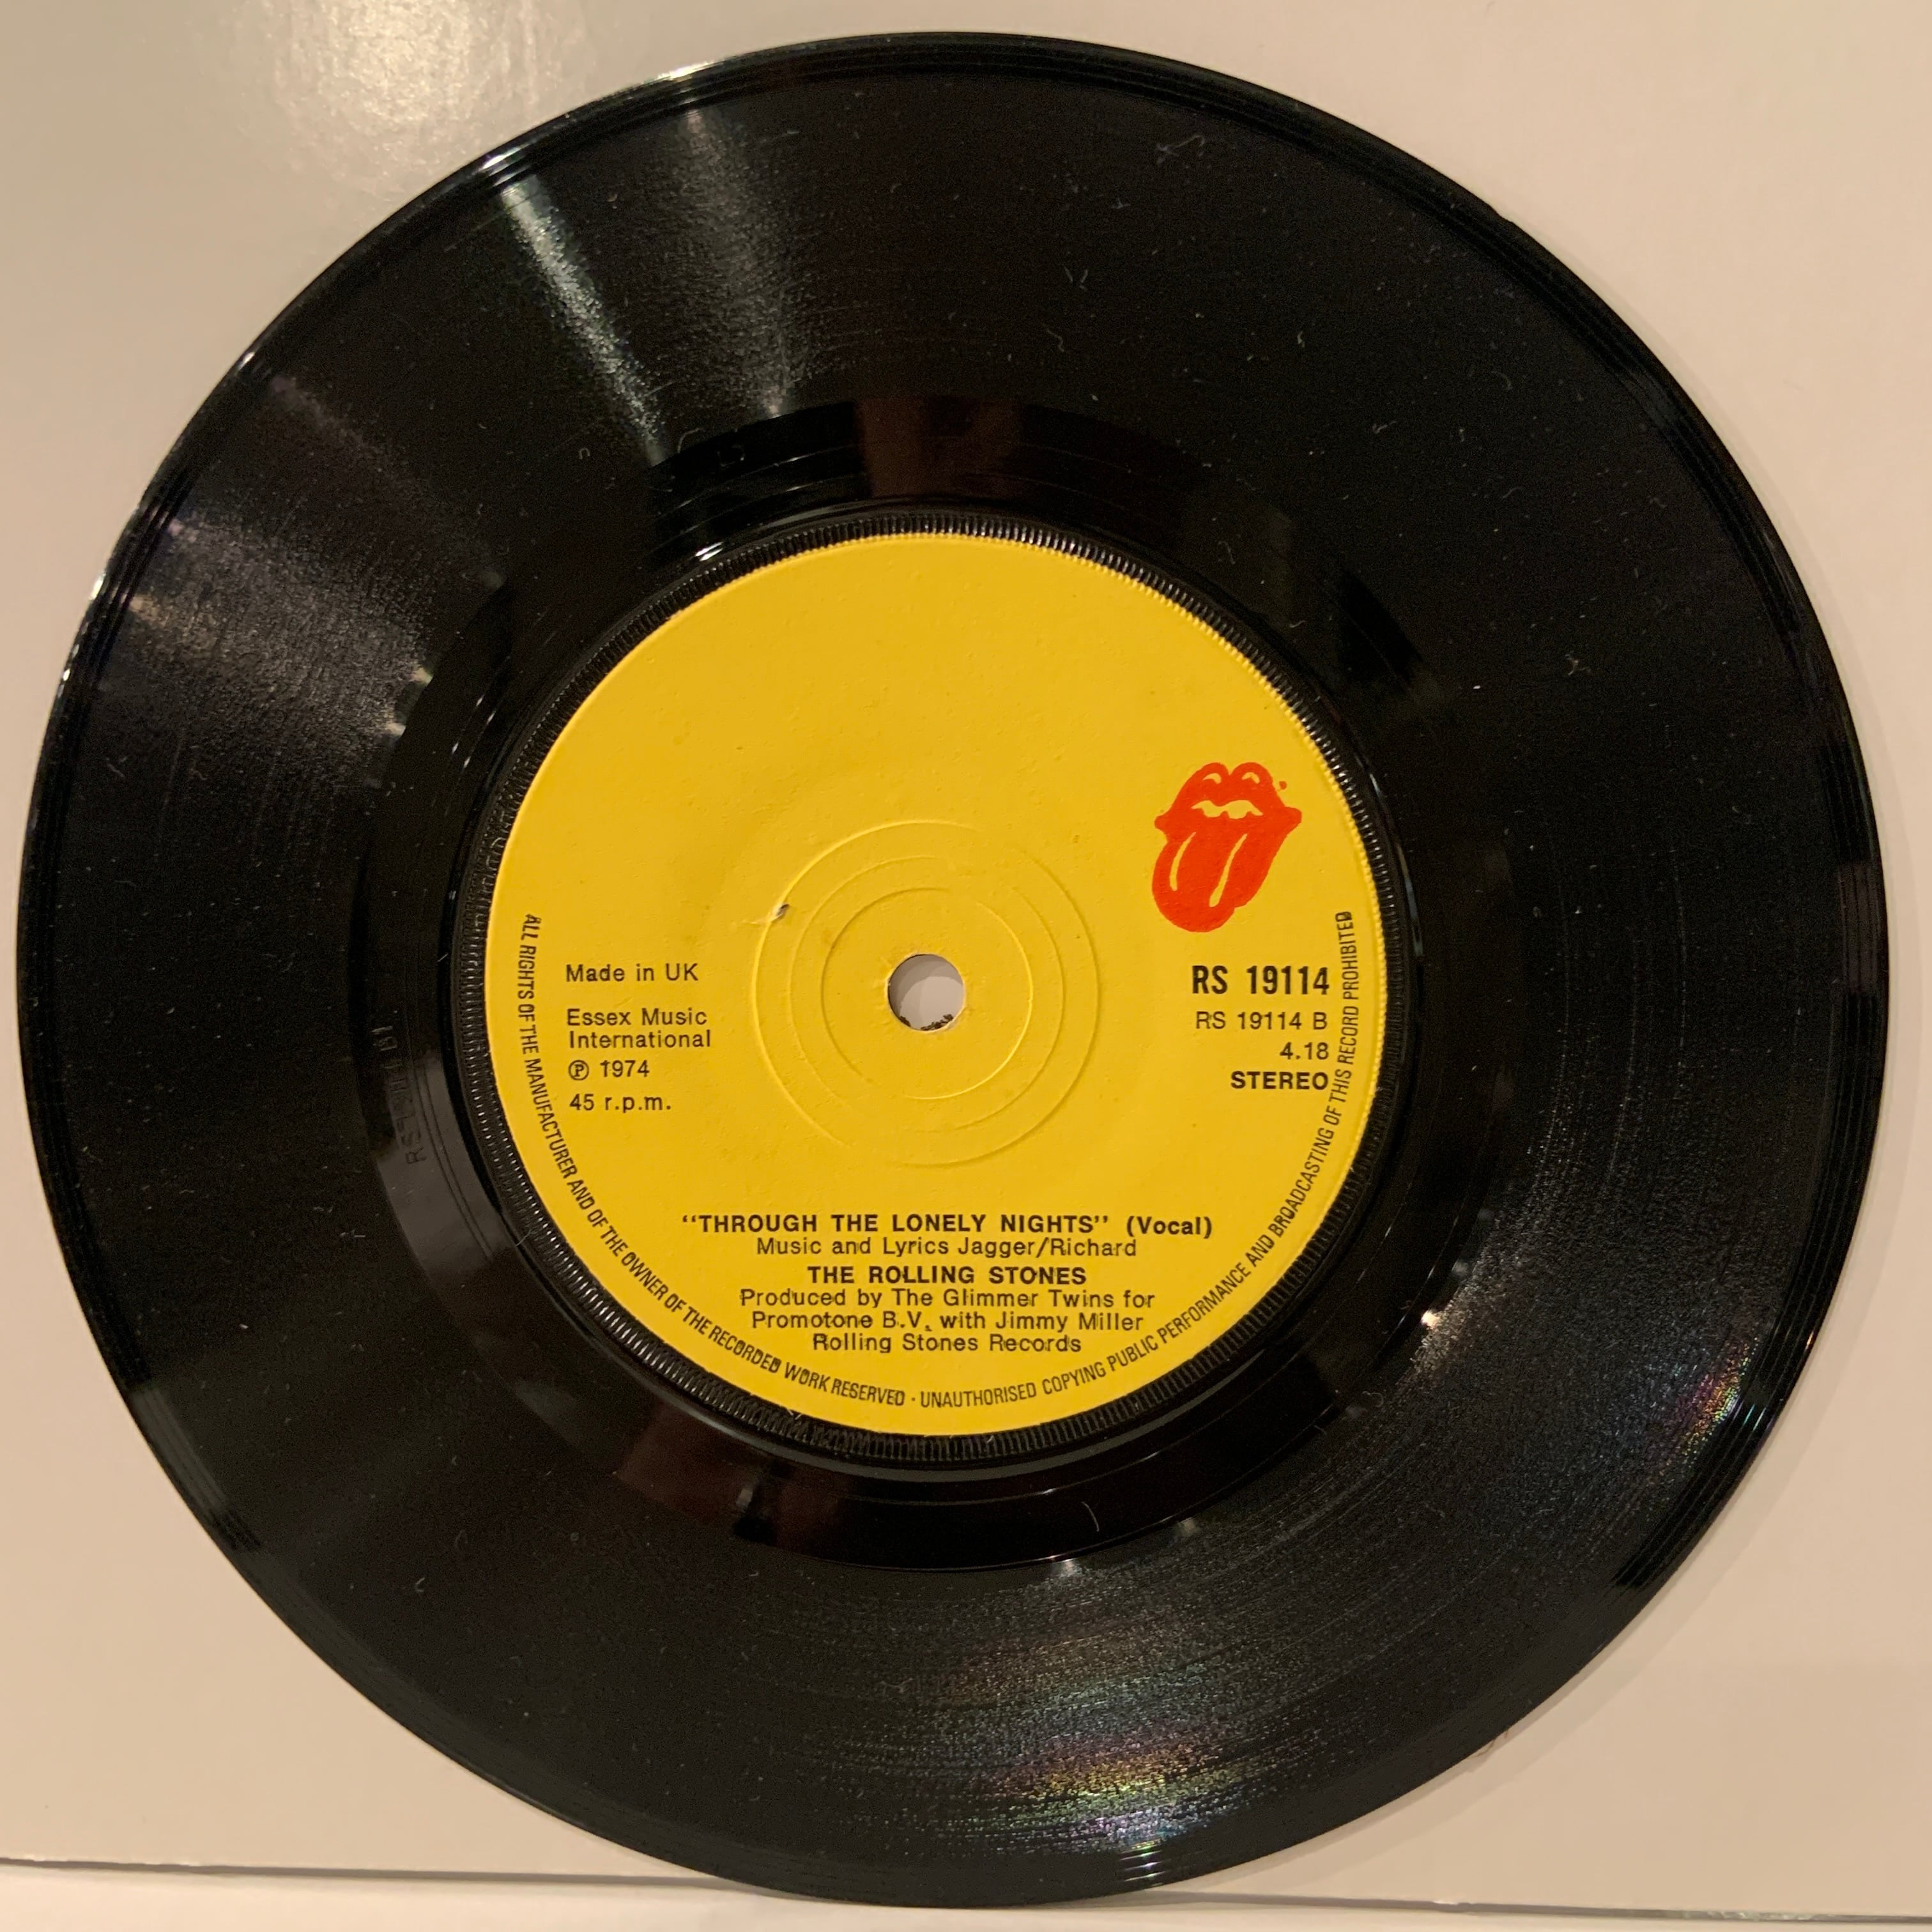 Made in UK
Essex Music
International
Ⓟ 1974
45 r.p.m.
RS 19114
RS 19114 B
4.18
STEREO
“THROUGH THE LONELY NIGHTS” (Vocal)
Music and Lyrics Jagger/Richard
THE ROLLING STONES
Produced by The Glimmer Twins for
Promotone B.V. with Jimmy Miller
Rolling Stones Records
ALL RIGHTS OF THE MANUFACTURER AND OF THE OWNER OF THE RECORDED WORK RESERVED · UNAUTHORISED COPYING PUBLIC PERFORMANCE AND BROADCASTING OF THIS RECORD PROHIBITED